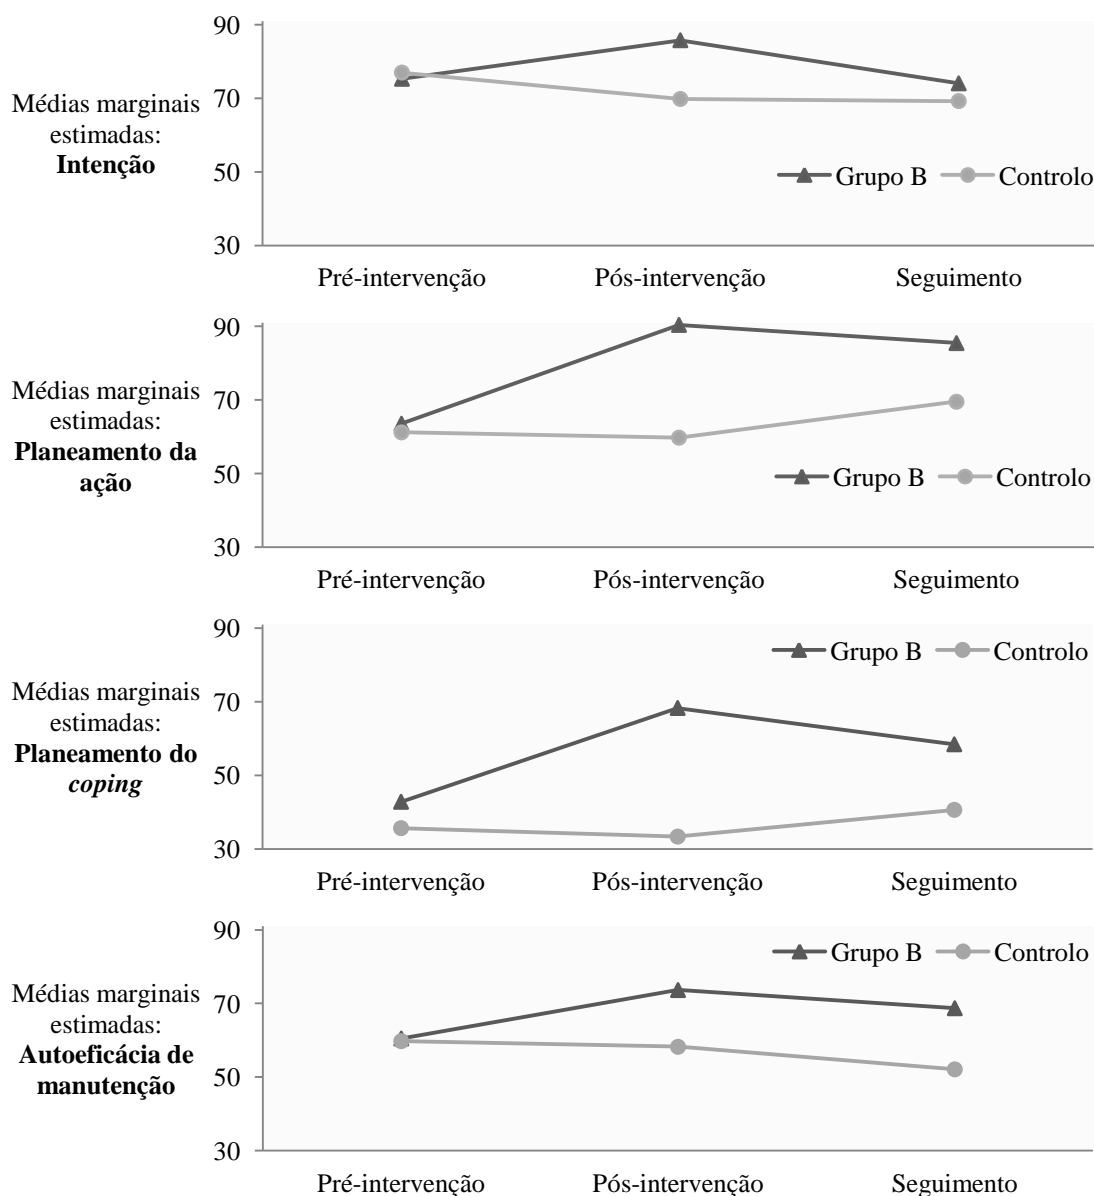 90
70
50
30
Médias marginais
estimadas:
Intenção
Grupo B
Controlo
Pré-intervenção
Pós-intervenção
Seguimento
90
70
50
30
Médias marginais
estimadas:
Planeamento da
ação
Grupo B
Controlo
Pré-intervenção
Pós-intervenção
Seguimento
90
70
50
30
Médias marginais
estimadas:
Planeamento do
coping
Grupo B
Controlo
Pré-intervenção
Pós-intervenção
Seguimento
90
70
50
30
Médias marginais
estimadas:
Autoeficácia de
manutenção
Grupo B
Controlo
Pré-intervenção
Pós-intervenção
Seguimento